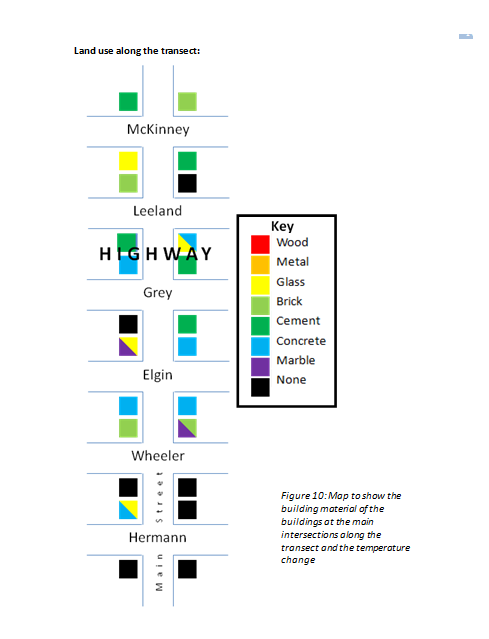 Land use along the transect:
McKinney
Leeland
HIGHWAY
Grey
Elgin
Wheeler
Hermann
Main Street
Key
Wood
Metal
Glass
Brick
Cement
Concrete
Marble
None
Figure 10: Map to show the
building material of the
buildings at the main
intersections along the
transect and the temperature
change